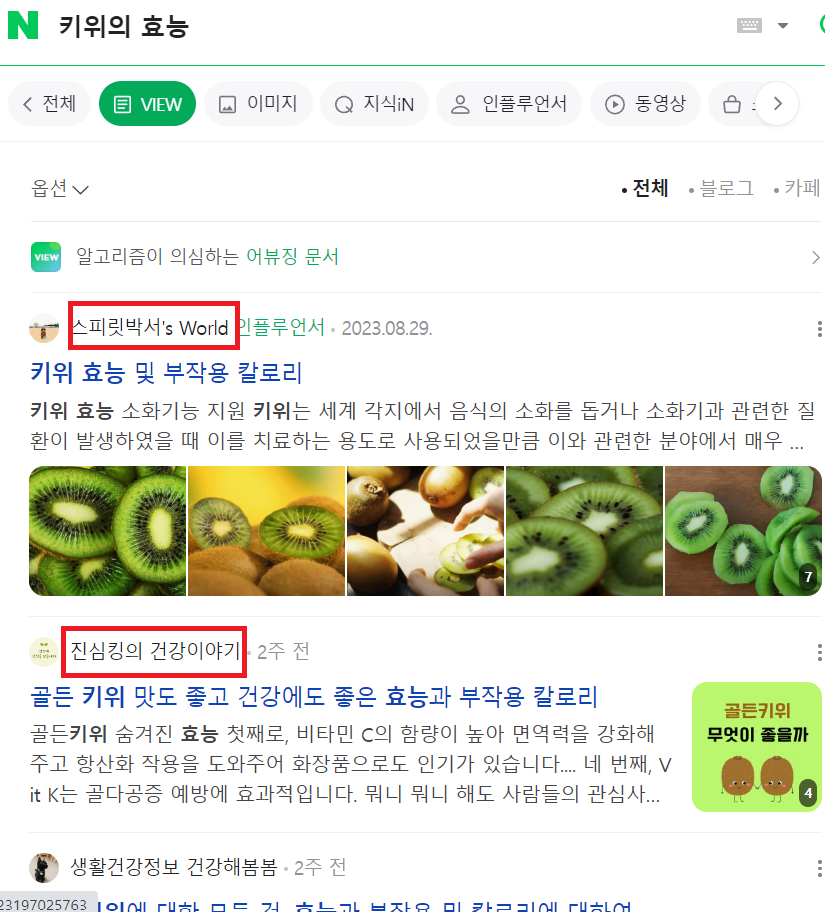 N 키위의 효능
전체 VIEW 이미지 지식iN 인플루언서 동영상
옵션 • 전체 • 블로그 • 카페
VIEW 알고리즘이 의심하는 어뷰징 문서
스피릿박서's World 인플루언서 • 2023.08.29.
키위 효능 및 부작용 칼로리
키위 효능 소화기능 지원 키위는 세계 각지에서 음식의 소화를 돕거나 소화기과 관련한 질
환이 발생하였을 때 이를 치료하는 용도로 사용되었을만큼 이와 관련한 분야에서 매우 ...
7
진심킹의 건강이야기 • 2주 전
골든 키위 맛도 좋고 건강에도 좋은 효능과 부작용 칼로리
골든키위 숨겨진 효능 첫째로, 비타민 C의 함량이 높아 면역력을 강화해
주고 항산화 작용을 도와주어 화장품으로도 인기가 있습니다.... 네 번째, V
it K는 골다공증 예방에 효과적입니다. 뭐니 뭐니 해도 사람들의 관심사...
골든키위
무엇이 좋을까
4
생활건강정보 건강해봄봄 • 2주 전
23197025763
위에 대한 모든 것, 효능과 부작용 및 칼로리에 대하여